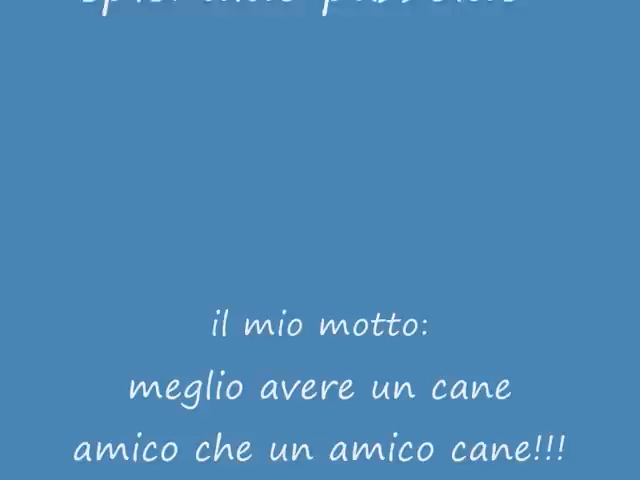 il mio motto:
meglio avere un cane
amico che un amico cane!!!